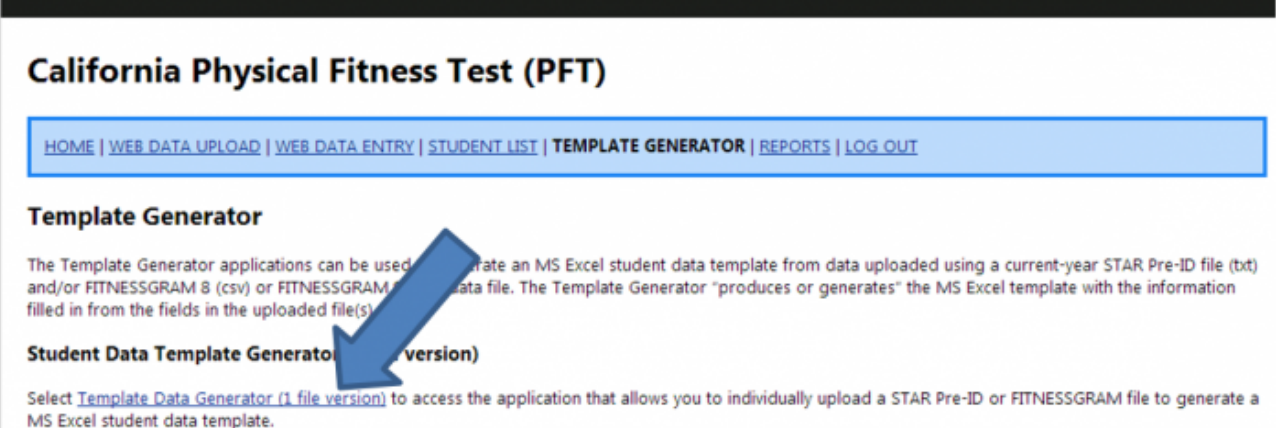 California Physical Fitness Test (PFT)
HOME | WEB DATA UPLOAD | WEB DATA ENTRY | STUDENT LIST | TEMPLATE GENERATOR | REPORTS | LOG OUT
Template Generator
The Template Generator applications can be used rate an MS Excel student data template from data uploaded using a current-year STAR Pre-ID file (txt)
and/or FITNESSGRAM 8 (csv) or FITNESSGRAM ata file. The Template Generator "produces or generates" the MS Excel template with the information
filled in from the fields in the uploaded file(s)
Student Data Template Generato version)
Select Template Data Generator (1 file version) to access the application that allows you to individually upload a STAR Pre-ID or FITNESSGRAM file to generate a
MS Excel student data template.